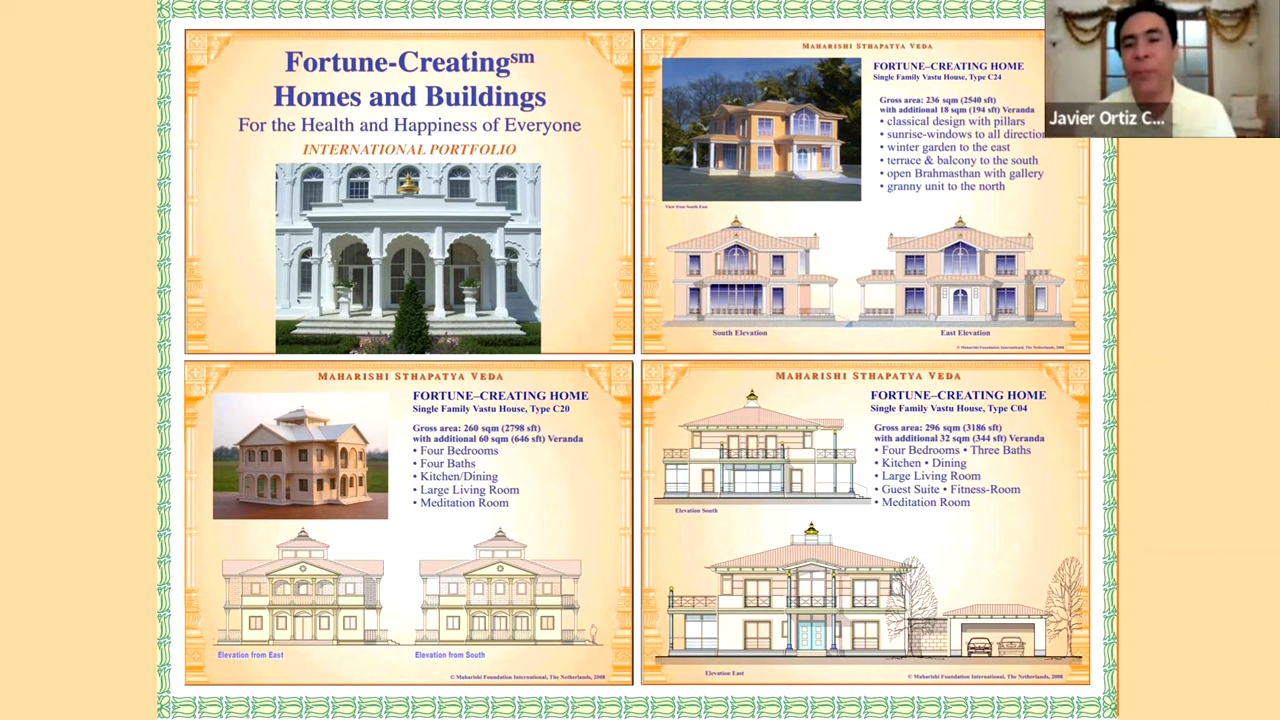 Fortune-Creatingsm
Homes and Buildings
For the Health and Happiness of Everyone
INTERNATIONAL PORTFOLIO
MAHARISHI STHAPATYA VEDA
FORTUNE–CREATING HOME
Single Family Vastu House, Type C24
Gross area: 236 sqm (2540 sft)
with additional 18 sqm (194 sft) Veranda
• classical design with pillars
• sunrise-windows to all direction
• winter garden to the east
• terrace & balcony to the south
• open Brahmasthan with gallery
• granny unit to the north
View from South East
South Elevation
East Elevation
© Maharishi Foundation International, The Netherlands, 2008
Javier Ortiz C...
MAHARISHI STHAPATYA VEDA
FORTUNE–CREATING HOME
Single Family Vastu House, Type C20
Gross area: 260 sqm (2798 sft)
with additional 60 sqm (646 sft) Veranda
• Four Bedrooms
• Four Baths
• Kitchen/Dining
• Large Living Room
• Meditation Room
Elevation from East
Elevation from South
© Maharishi Foundation International, The Netherlands, 2008
MAHARISHI STHAPATYA VEDA
FORTUNE–CREATING HOME
Single Family Vastu House, Type C04
Gross area: 296 sqm (3186 sft)
with additional 32 sqm (344 sft) Veranda
• Four Bedrooms • Three Baths
• Kitchen • Dining
• Large Living Room
• Guest Suite • Fitness-Room
• Meditation Room
Elevation South
Elevation East
© Maharishi Foundation International, The Netherlands, 2008